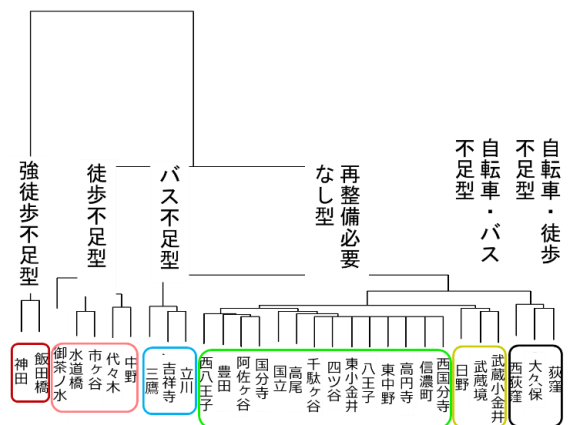 強徒歩不足型
徒歩不足型
バス不足型
再整備必要
なし型
自転車・バス
不足型
自転車・徒歩
不足型
神田
飯田橋
御茶ノ水
水道橋
市ヶ谷
代々木
中野
三鷹
吉祥寺
立川
西八王子
豊田
阿佐ヶ谷
国分寺
国立
高尾
千駄ヶ谷
四ツ谷
東小金井
八王子
東中野
高円寺
信濃町
西国分寺
日野
武蔵境
武蔵小金井
西荻窪
大久保
荻窪